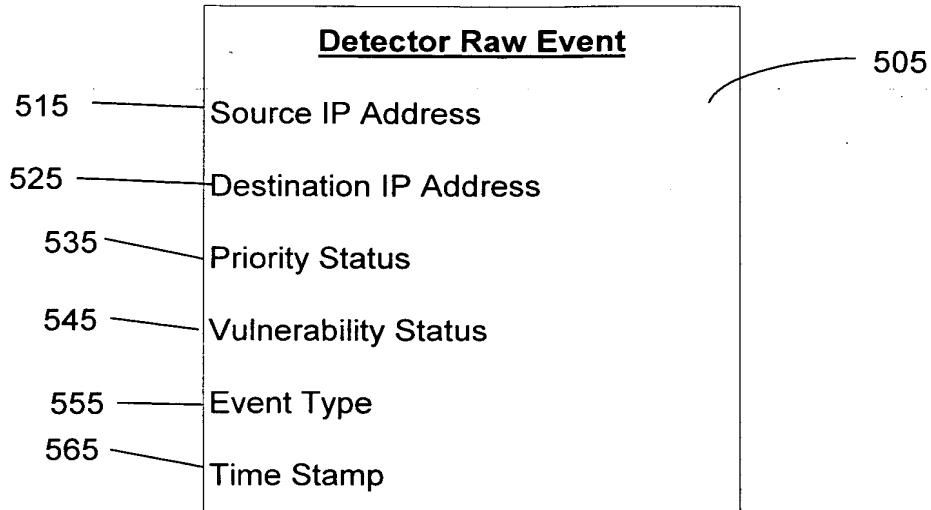 Detector Raw Event
505
515 Source IP Address
525 Destination IP Address
535 Priority Status
545 Vulnerability Status
555 Event Type
565 Time Stamp